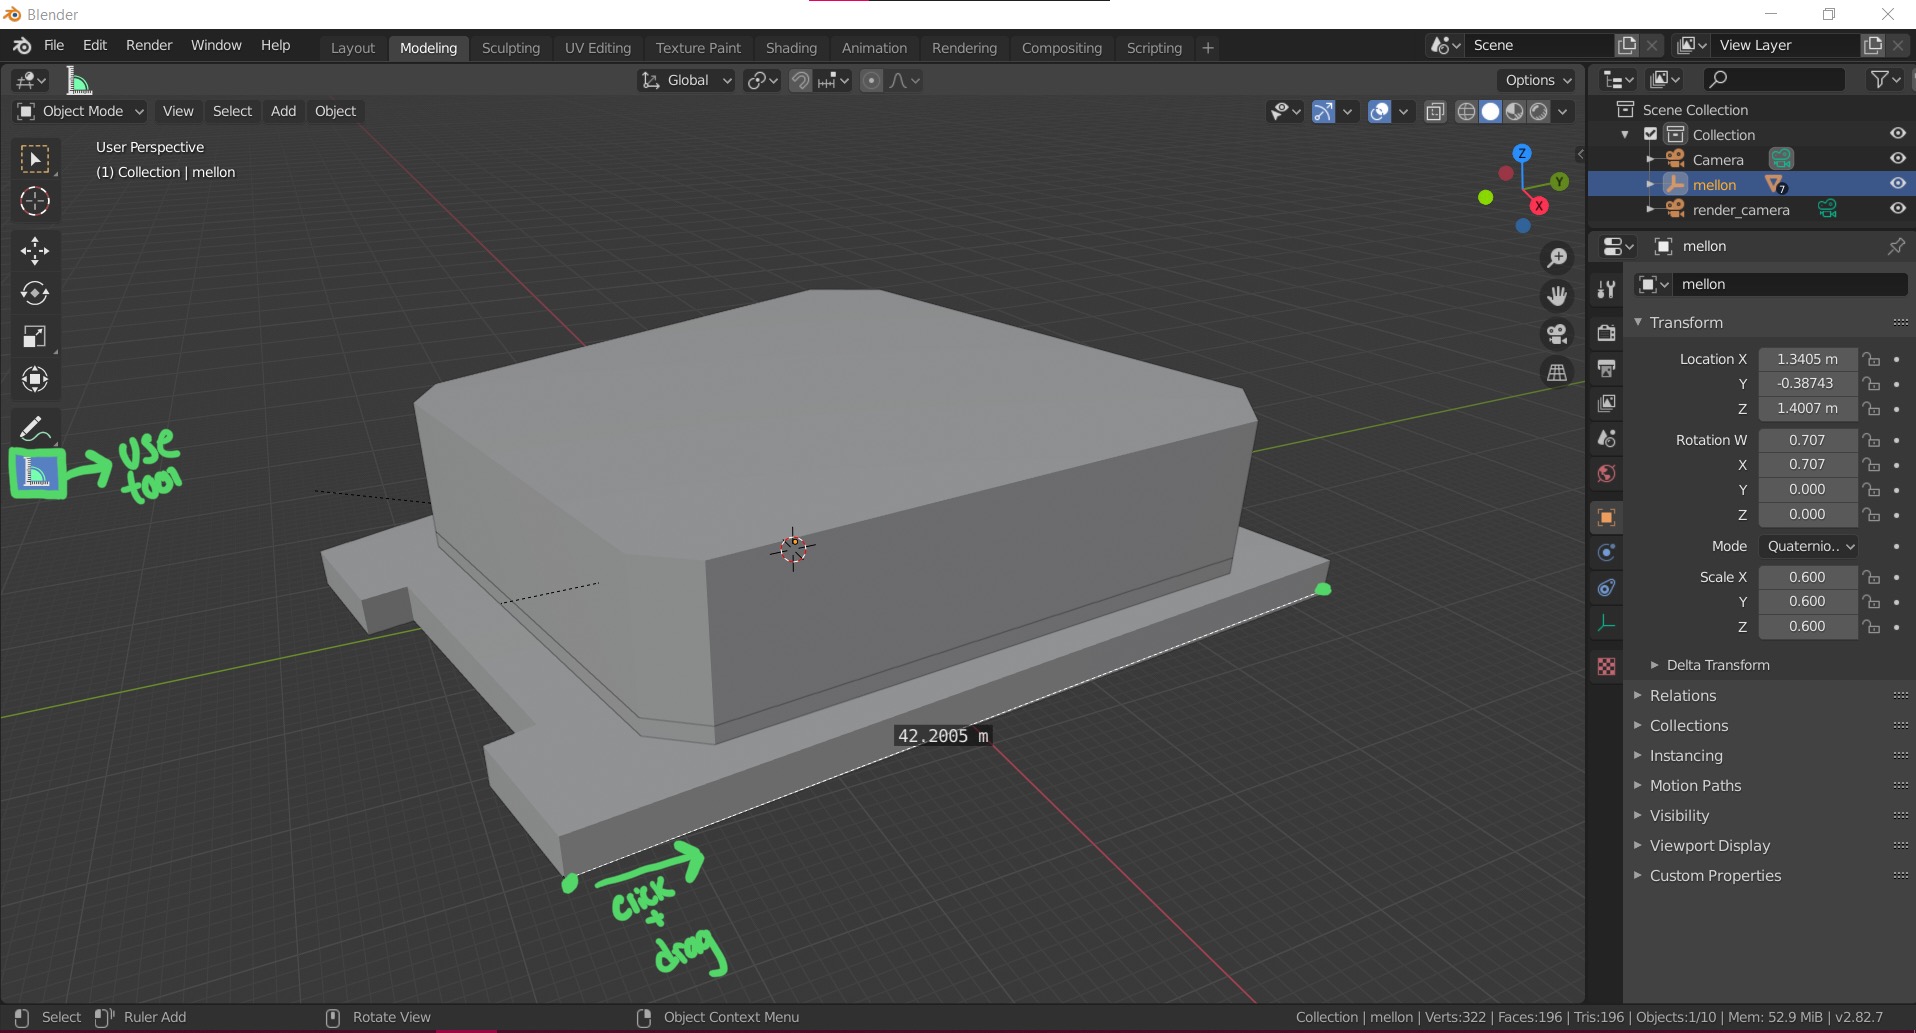 Blender
File Edit Render Window Help Layout Modeling Sculpting UV Editing Texture Paint Shading Animation Rendering Compositing Scripting + Scene View Layer
Global Options
Object Mode View Select Add Object
User Perspective
(1) Collection | mellon
Z
Y
X
use
tool
42.2005 m
click
+
drag
Scene Collection
Collection
Camera
mellon 7
render_camera
mellon
mellon
Transform
Location X 1.3405 m
Y -0.38743
Z 1.4007 m
Rotation W 0.707
X 0.707
Y 0.000
Z 0.000
Mode Quaternio..
Scale X 0.600
Y 0.600
Z 0.600
Delta Transform
Relations
Collections
Instancing
Motion Paths
Visibility
Viewport Display
Custom Properties
Select Ruler Add Rotate View Object Context Menu Collection | mellon | Verts:322 | Faces:196 | Tris:196 | Objects:1/10 | Mem: 52.9 MiB | v2.82.7